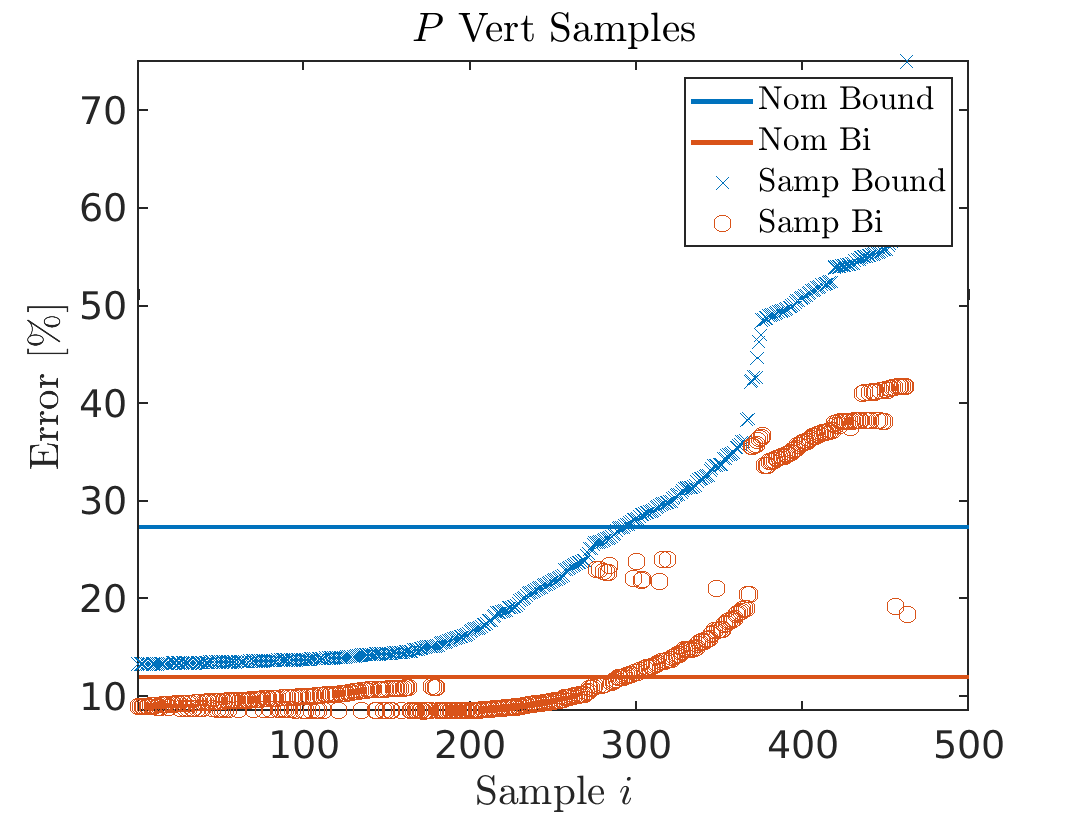 P Vert Samples
Nom Bound
Nom Bi
Samp Bound
Samp Bi
Error [%]
70
60
50
40
30
20
10
100 200 300 400 500
Sample i